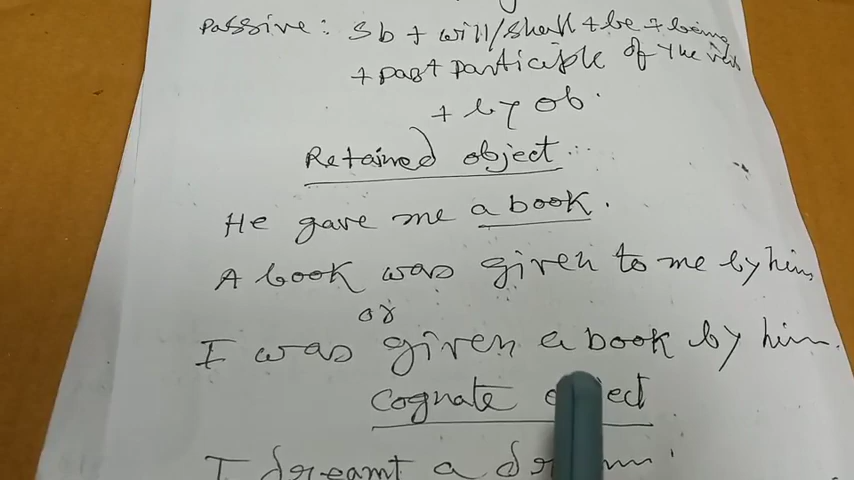 Passive: Sb + will/shall + be + being
+ past participle of the verb
+ by ob.
Retained object
He gave me a book.
A book was given to me by him,
or
I was given a book by him.
Cognate
I dreamt a